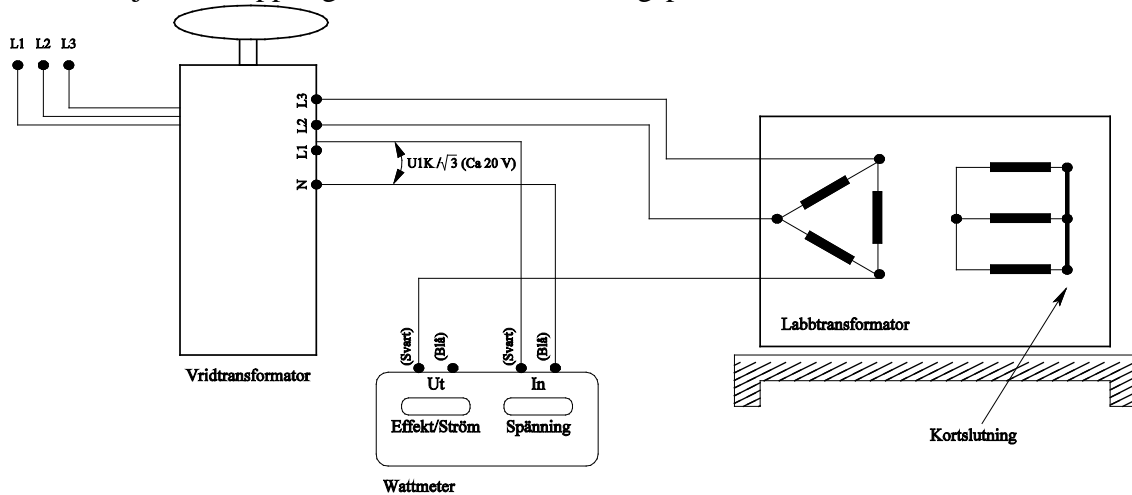 L1 L2 L3
L3
L2
L1
N
U1K/√3 (Ca 20 V)
(Svart)
(Blå)
(Svart)
(Blå)
Ut
In
Effekt/Ström
Spänning
Wattmeter
Vridtransformator
Labbtransformator
Kortslutning